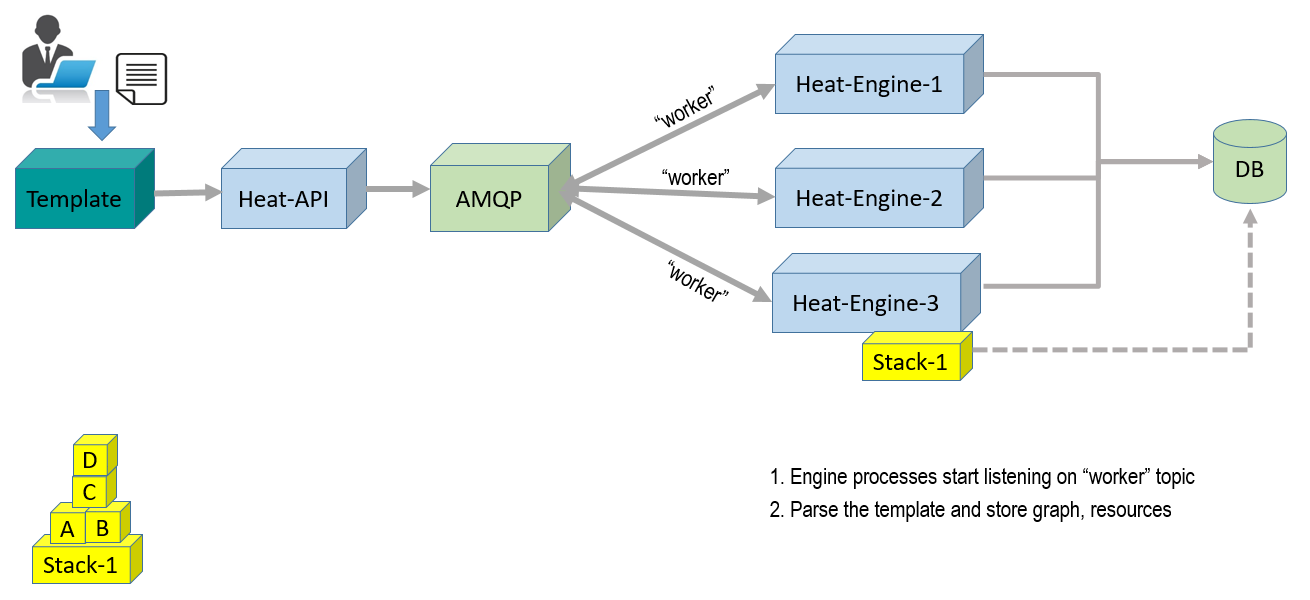 Template
Heat-API
AMQP
“worker”
“worker”
“worker”
Heat-Engine-1
Heat-Engine-2
Heat-Engine-3
Stack-1
DB
D
C
A
B
Stack-1
1. Engine processes start listening on “worker” topic
2. Parse the template and store graph, resources